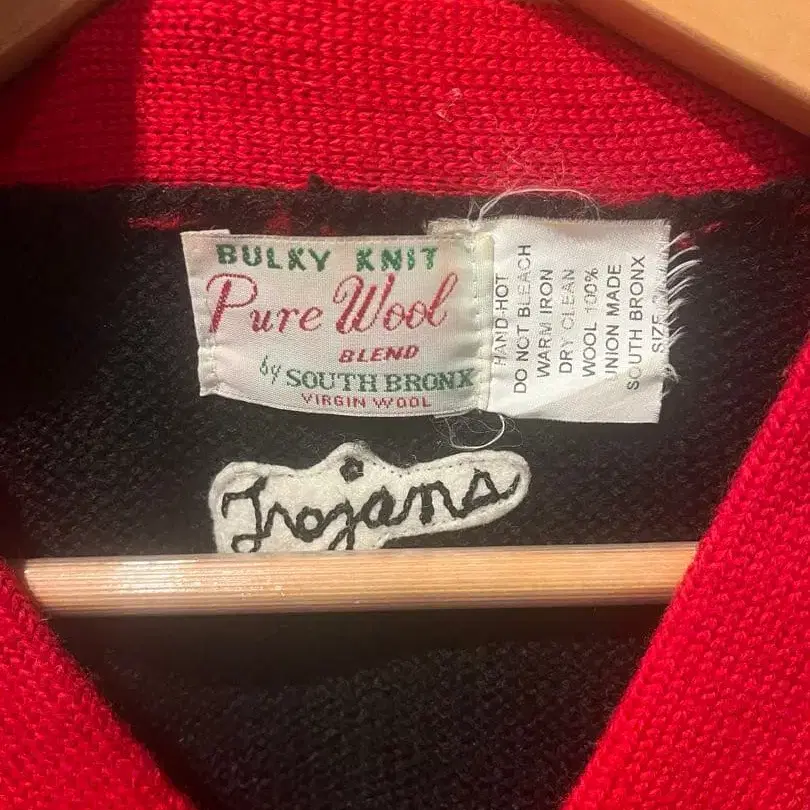 BULKY KNIT
Pure Wool
BLEND
by SOUTH BRONX
VIRGIN WOOL
HAND-HOT
DO NOT BLEACH
WARM IRON
DRY CLEAN
WOOL 100%
UNION MADE
SOUTH BRONX
SIZE
Trojans